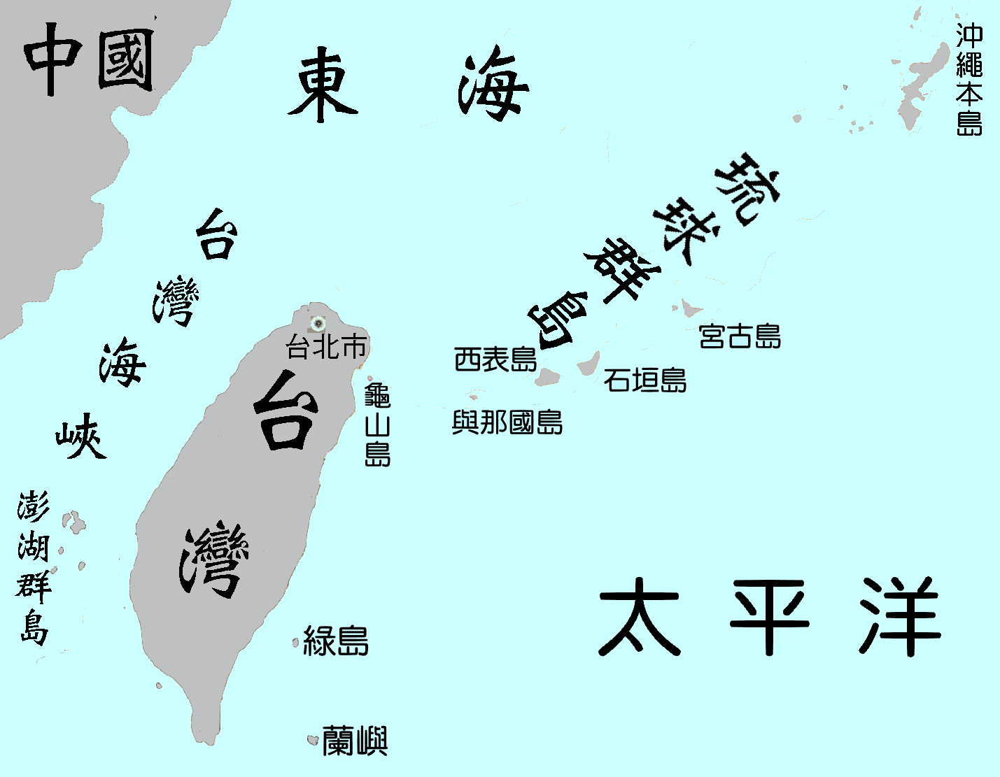 中國
東海
沖繩本島
琉球群島
台灣海峽
台北市
宮古島
西表島
石垣島
龜山島
與那國島
台灣
澎湖群島
太平洋
綠島
蘭嶼